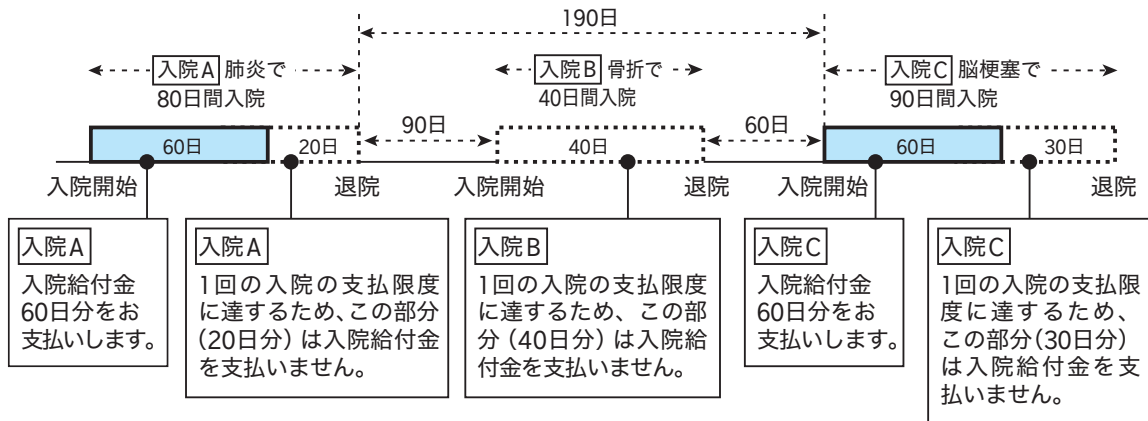 190日
入院A 肺炎で
80日間入院
入院B 骨折で
40日間入院
入院C 脳梗塞で
90日間入院
60日
20日
90日
40日
60日
60日
30日
入院開始
退院
入院開始
退院
入院開始
退院
入院A
入院給付金
60日分をお
支払いします。
入院A
1回の入院の支払限度
に達するため、この部分
（20日分）は入院給付金
を支払いません。
入院B
1回の入院の支払限度
に達するため、この部
分（40日分）は入院給
付金を支払いません。
入院C
入院給付金
60日分をお
支払いします。
入院C
1回の入院の支払限
度に達するため、
この部分（30日分）
は入院給付金を支
払いません。